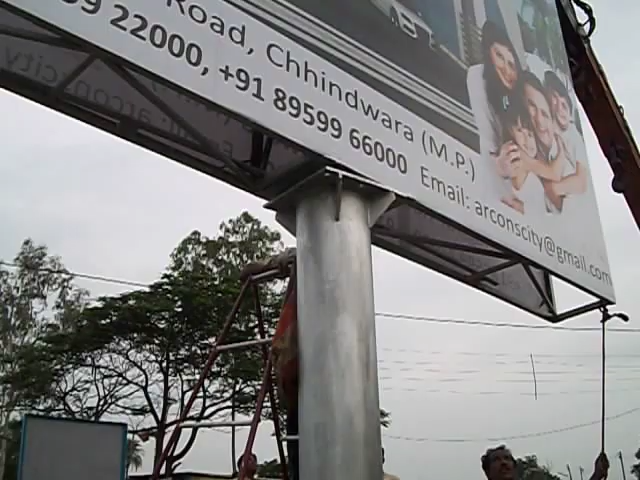 Road, Chhindwara (M.P.)
99 22000, +91 89599 66000 Email: arconscity@gmail.com